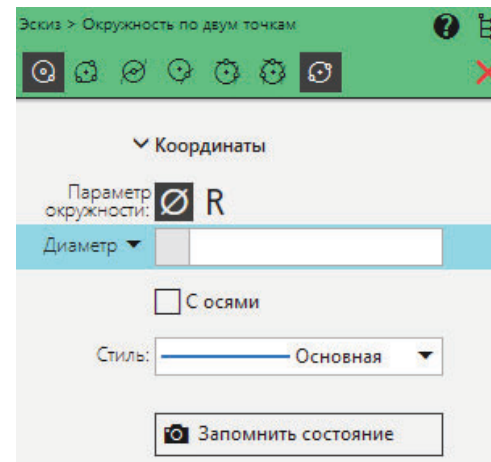 Эскиз > Окружность по двум точкам
Координаты
Параметр
окружности: Ø R
Диаметр
С осями
Стиль: Основная
Запомнить состояние